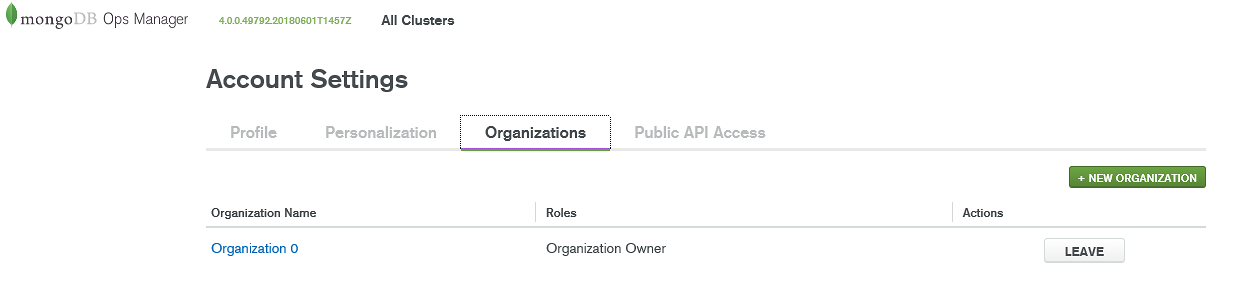 mongoDB Ops Manager 4.0.0.49792.20180601T1457Z All Clusters
Account Settings
Profile Personalization Organizations Public API Access
+ NEW ORGANIZATION
Organization Name Roles Actions
Organization 0 Organization Owner LEAVE